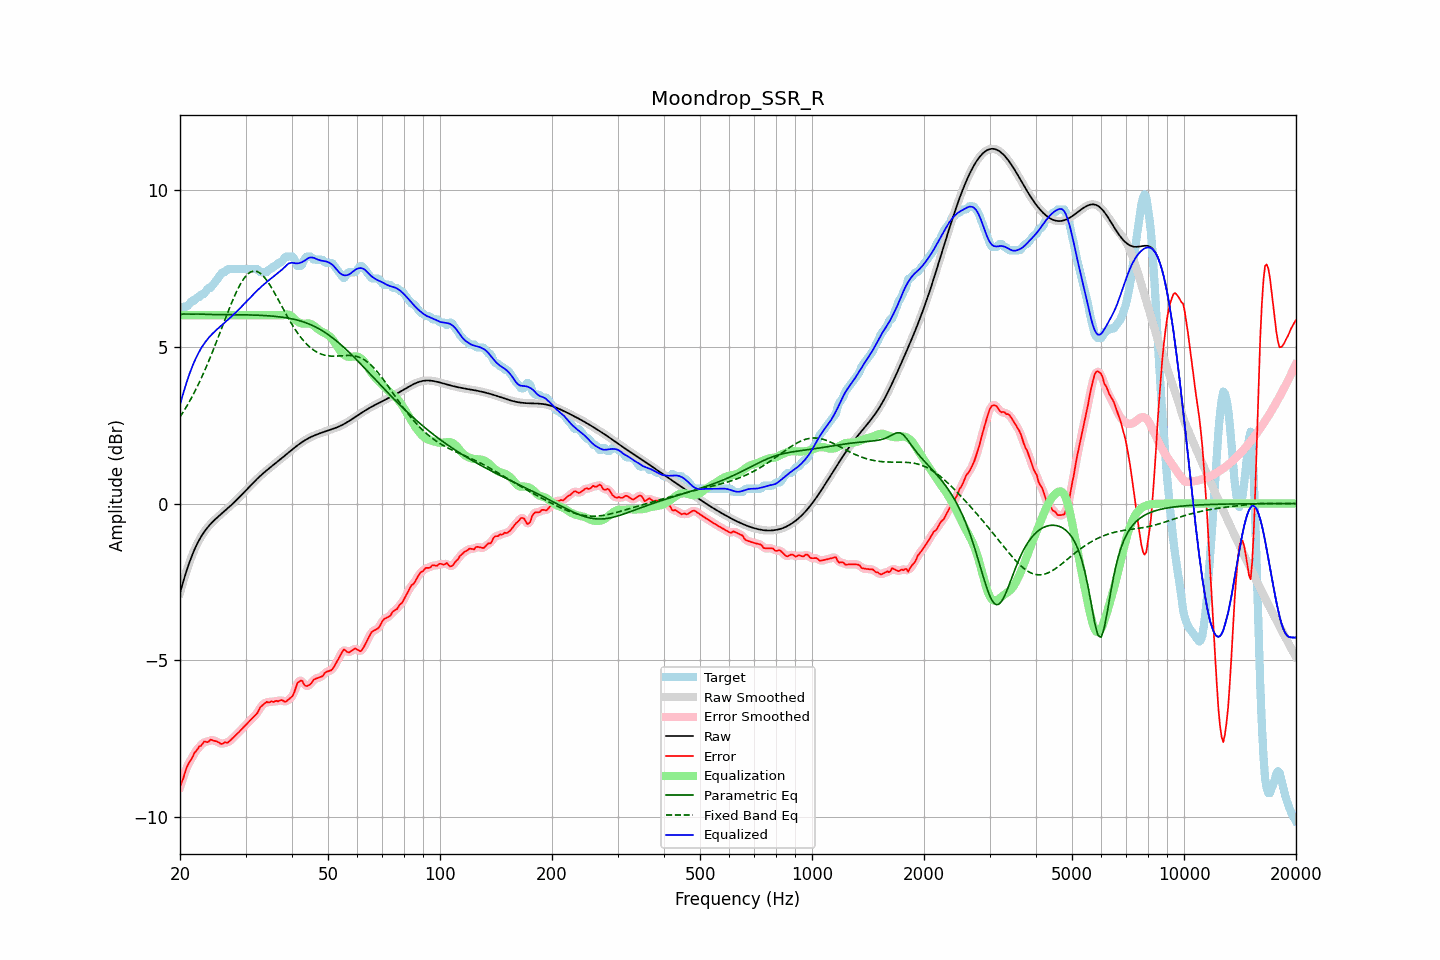 Moondrop_SSR_R
10
5
0
−5
−10
Amplitude (dBr)
20
50
100
200
500
1000
2000
5000
10000
20000
Frequency (Hz)
Target
Raw Smoothed
Error Smoothed
Raw
Error
Equalization
Parametric Eq
Fixed Band Eq
Equalized